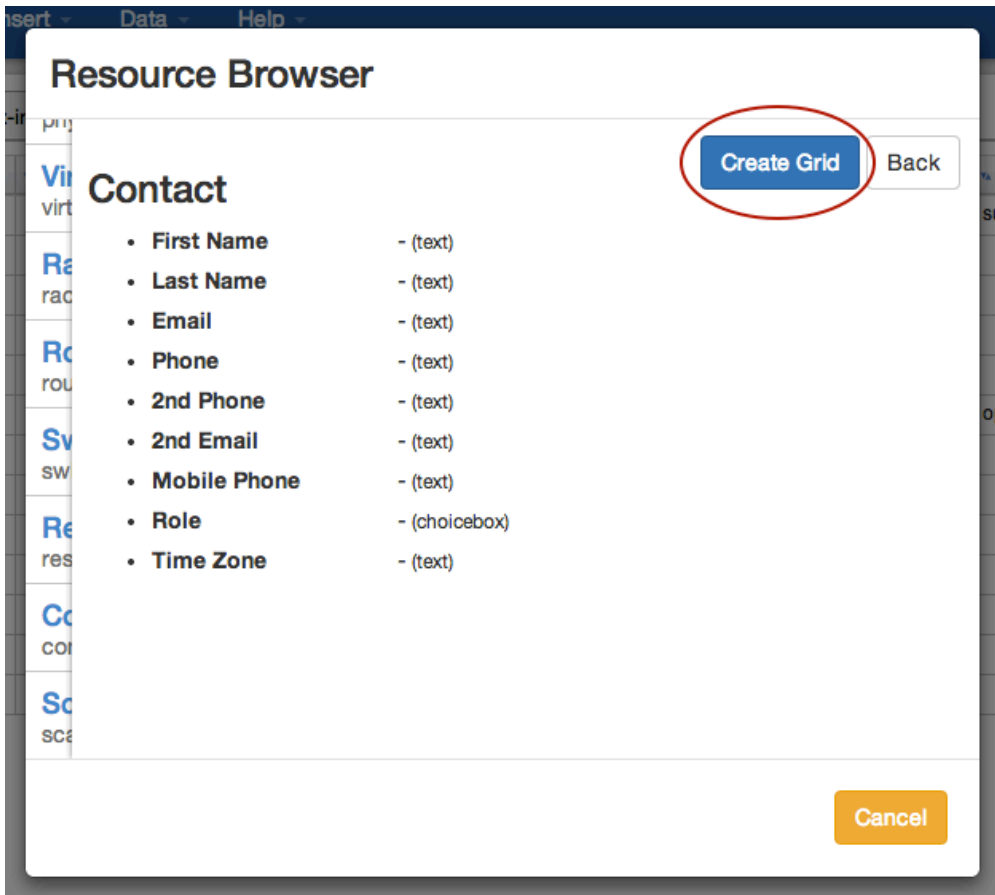 Data
Help
Resource Browser
Create Grid
Back
Contact
First Name - (text)
Last Name - (text)
Email - (text)
Phone - (text)
2nd Phone - (text)
2nd Email - (text)
Mobile Phone - (text)
Role - (choicebox)
Time Zone - (text)
Cancel